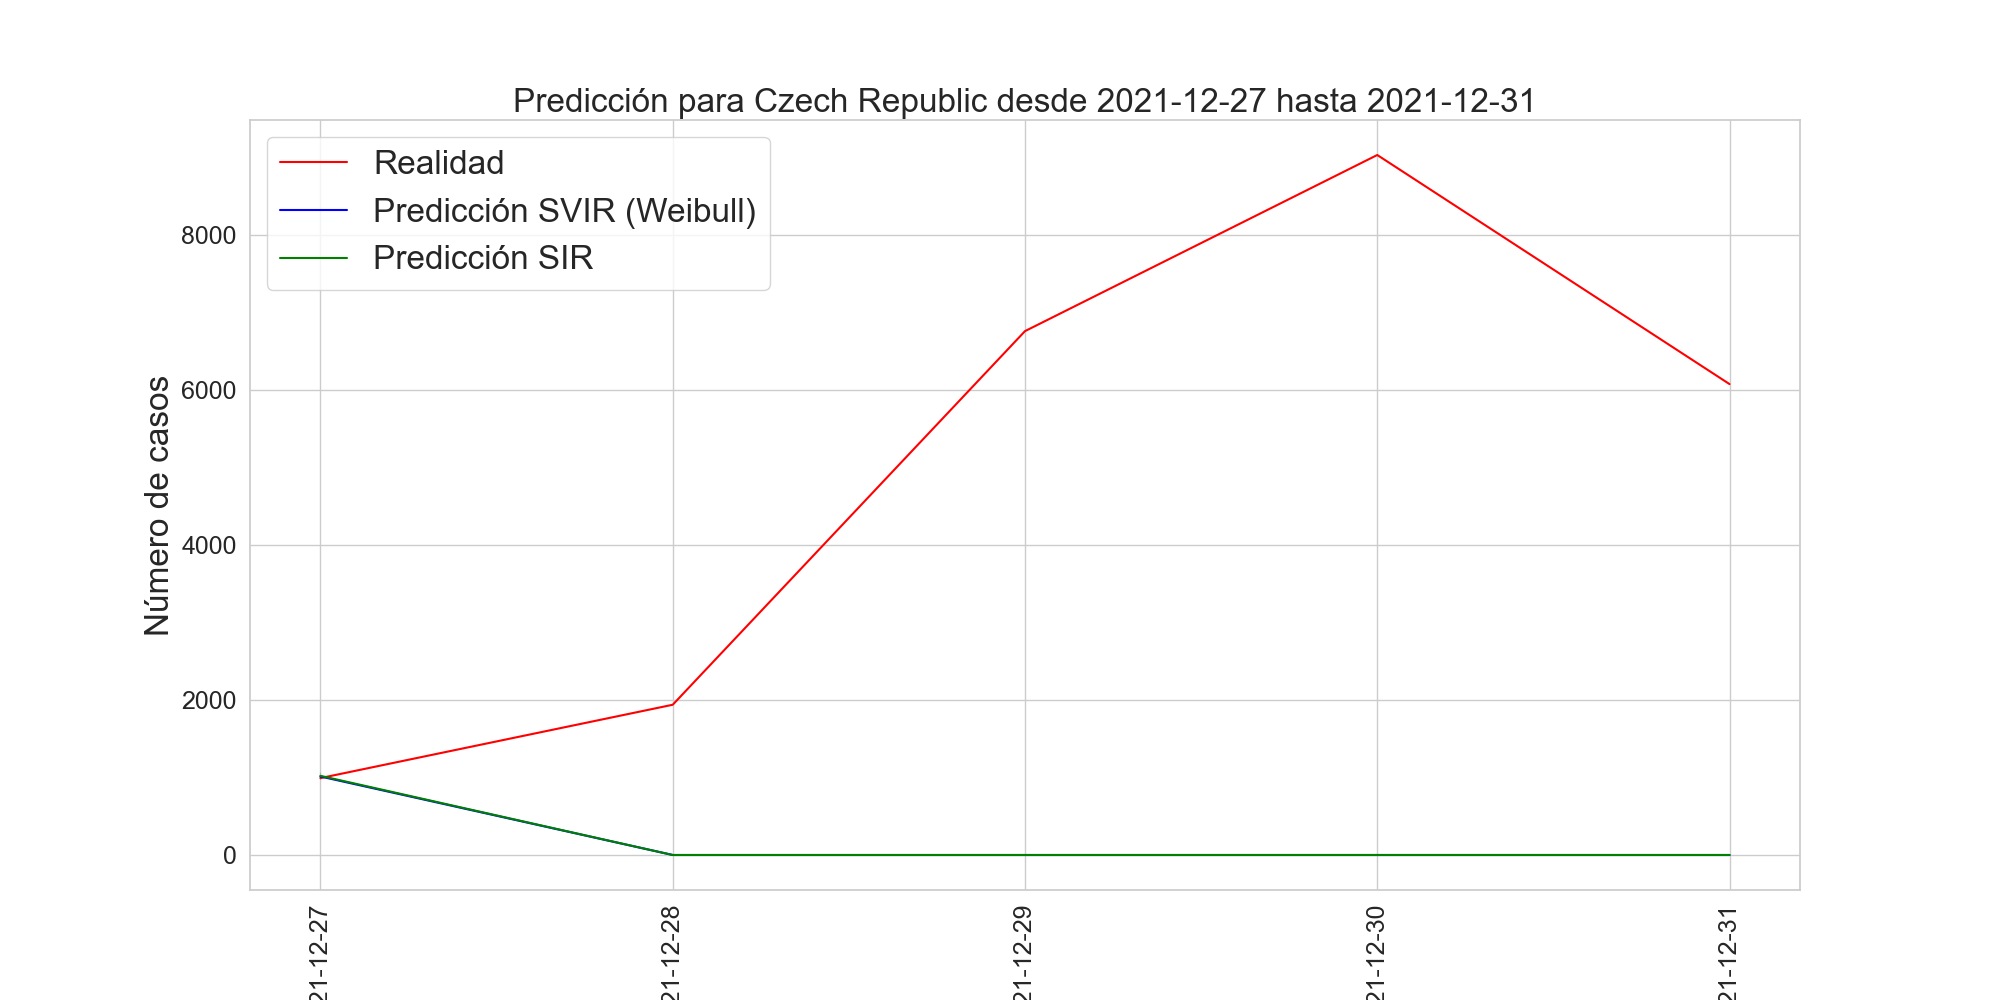 Predicción para Czech Republic desde 2021-12-27 hasta 2021-12-31
Realidad
Predicción SVIR (Weibull)
Predicción SIR
Número de casos
8000
6000
4000
2000
0
21-12-27
21-12-28
21-12-29
21-12-30
21-12-31